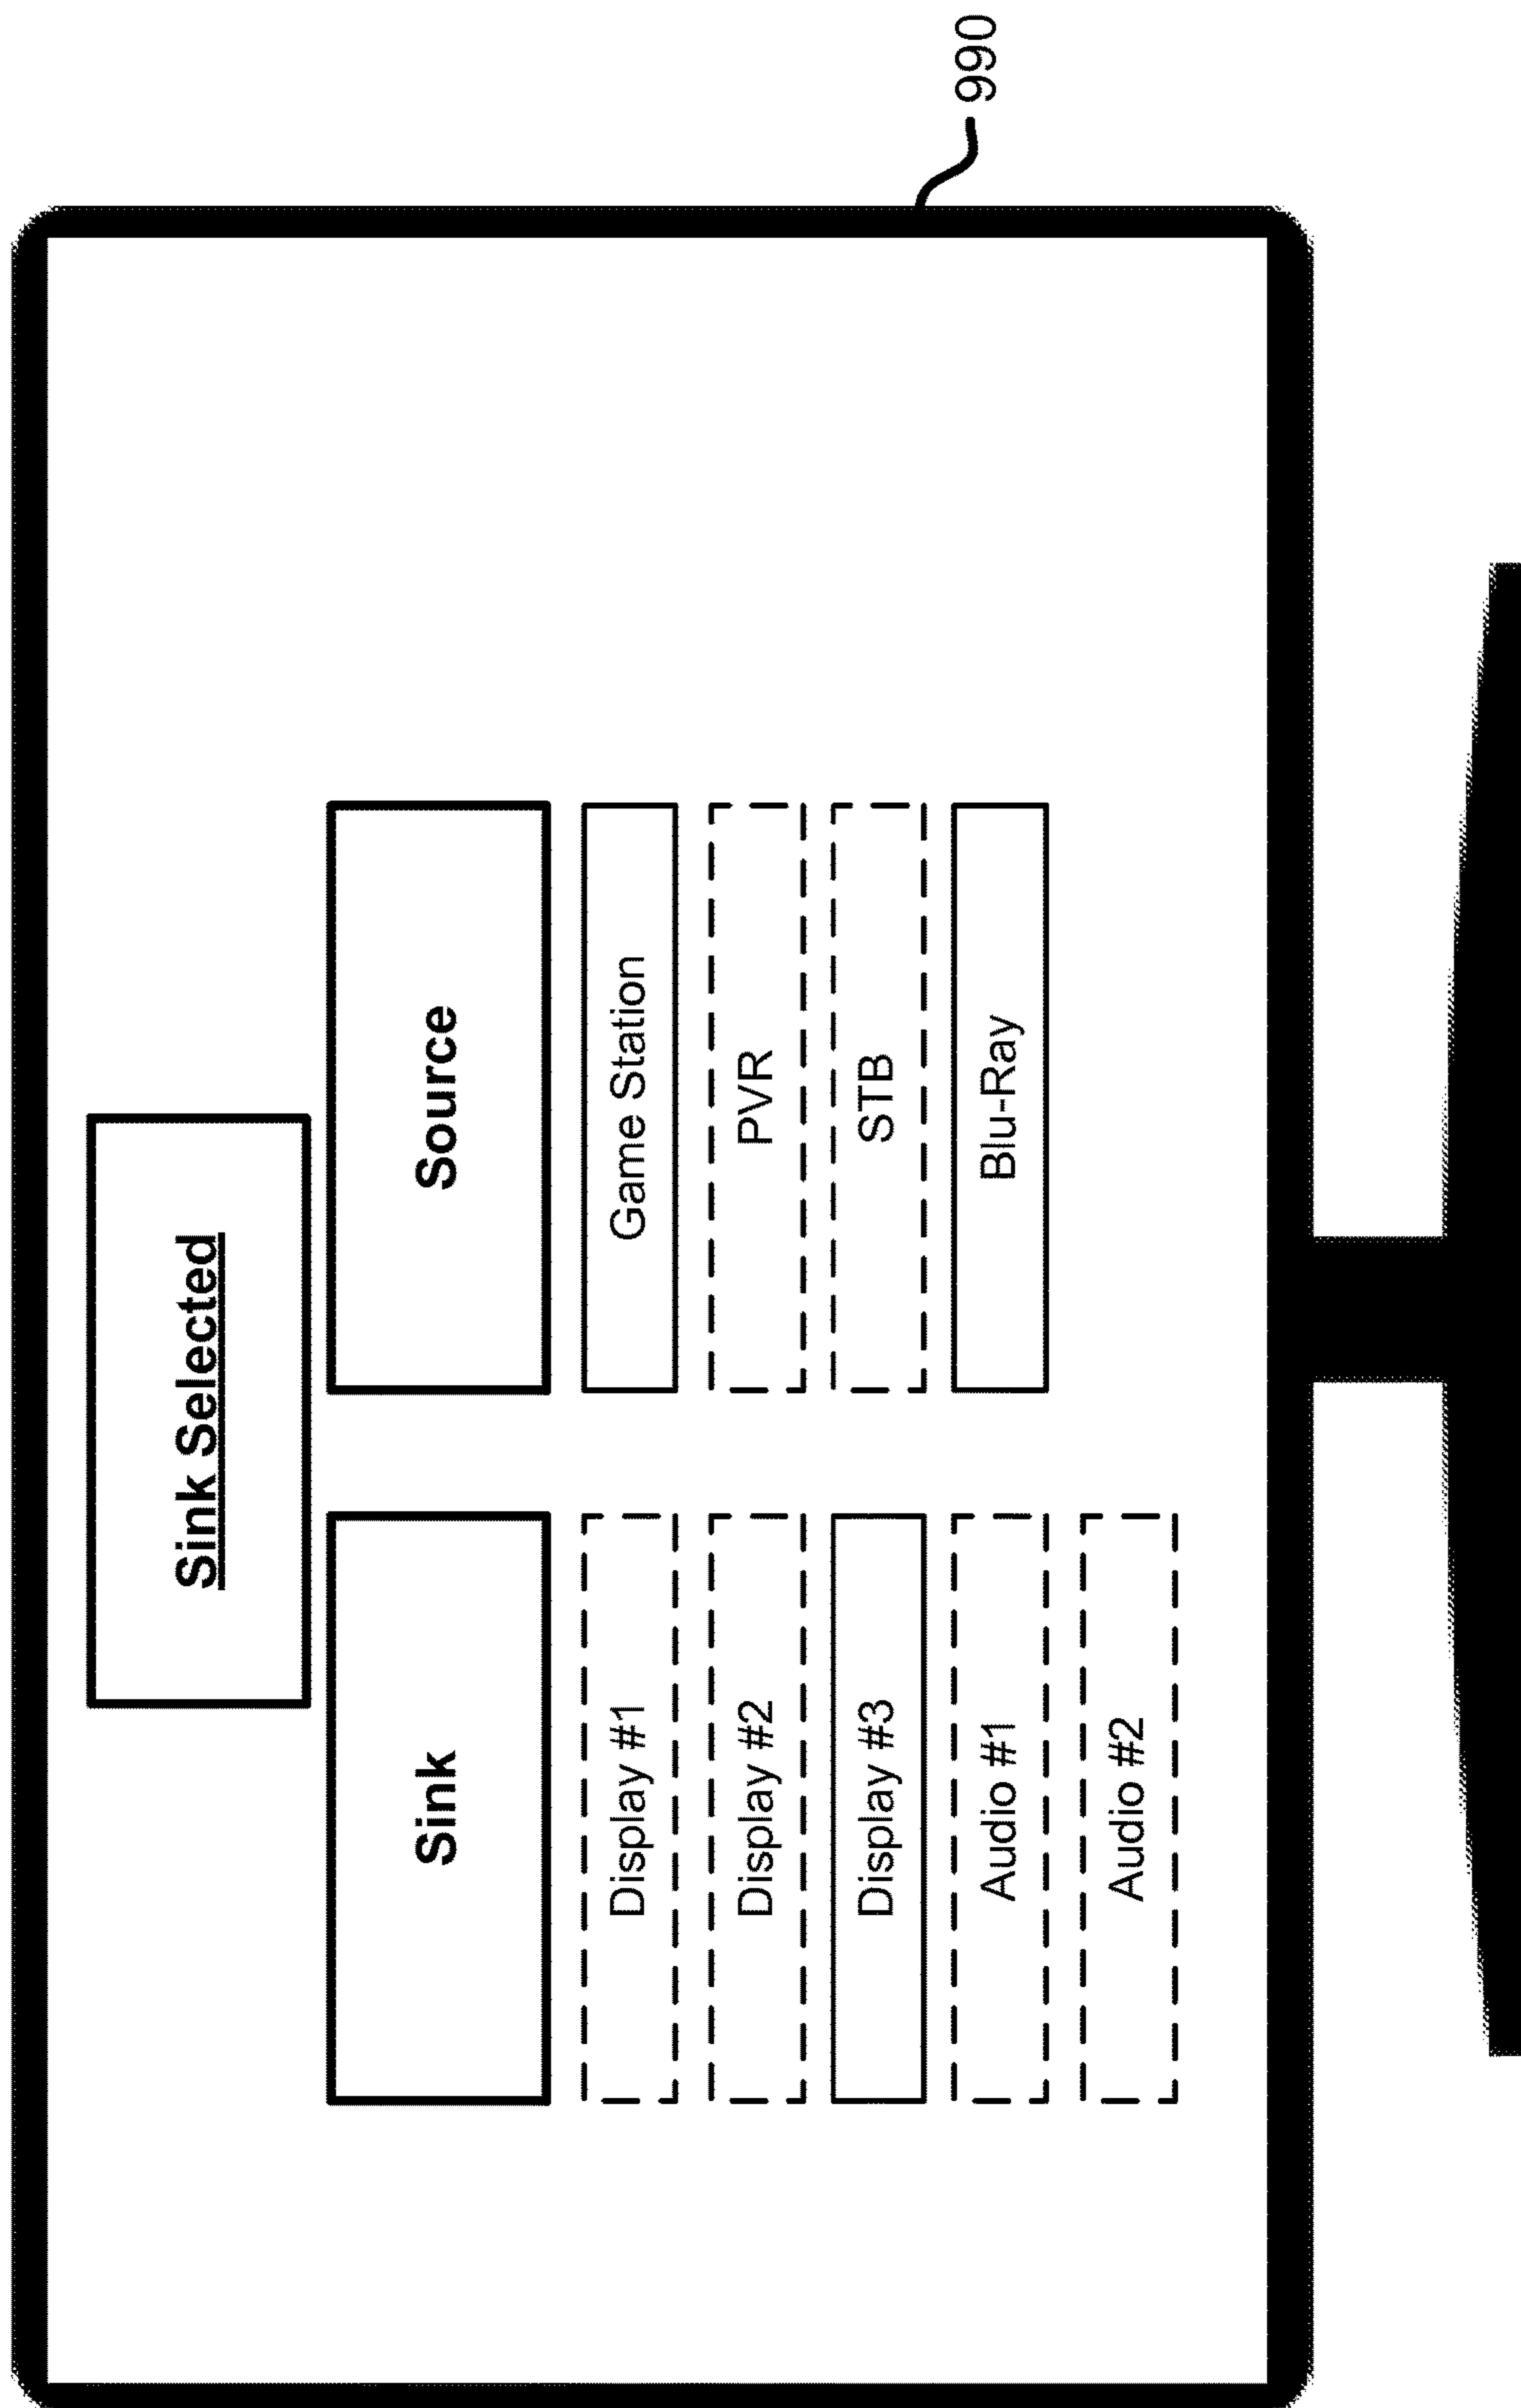 Sink Selected
Sink
Display #1
Display #2
Display #3
Audio #1
Audio #2
Source
Game Station
PVR
STB
Blu-Ray
990